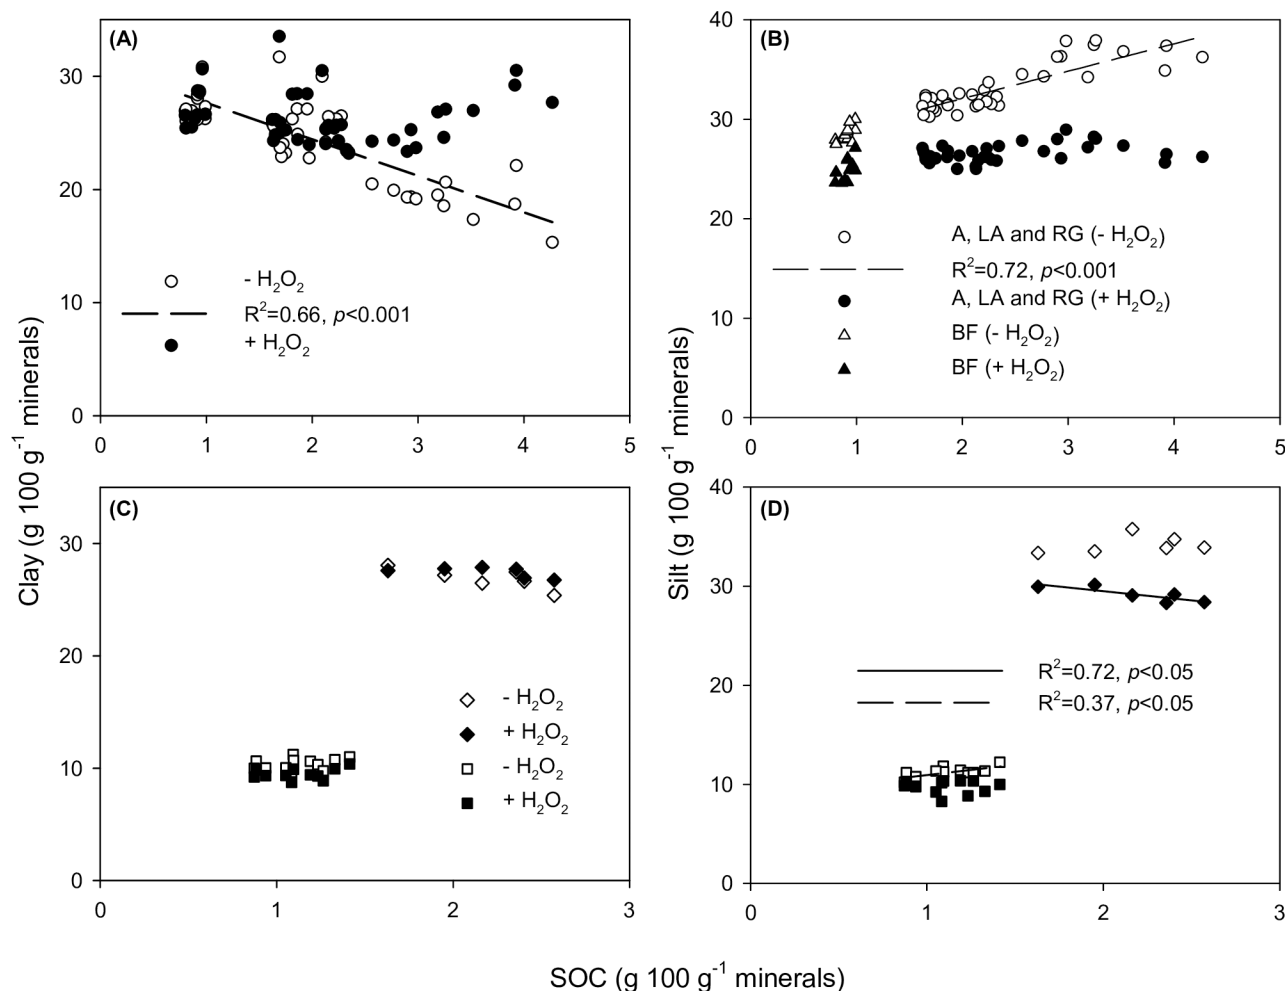 (A)
30
20
10
0
0 1 2 3 4 5
- H₂O₂
R²=0.66, p<0.001
+ H₂O₂
(B)
40
30
20
10
0
0 1 2 3 4 5
A, LA and RG (- H₂O₂)
R²=0.72, p<0.001
A, LA and RG (+ H₂O₂)
BF (- H₂O₂)
BF (+ H₂O₂)
Clay (g 100 g⁻¹ minerals)
Silt (g 100 g⁻¹ minerals)
(C)
30
20
10
0
0 1 2 3
- H₂O₂
+ H₂O₂
- H₂O₂
+ H₂O₂
(D)
40
30
20
10
0
0 1 2 3
R²=0.72, p<0.05
R²=0.37, p<0.05
SOC (g 100 g⁻¹ minerals)